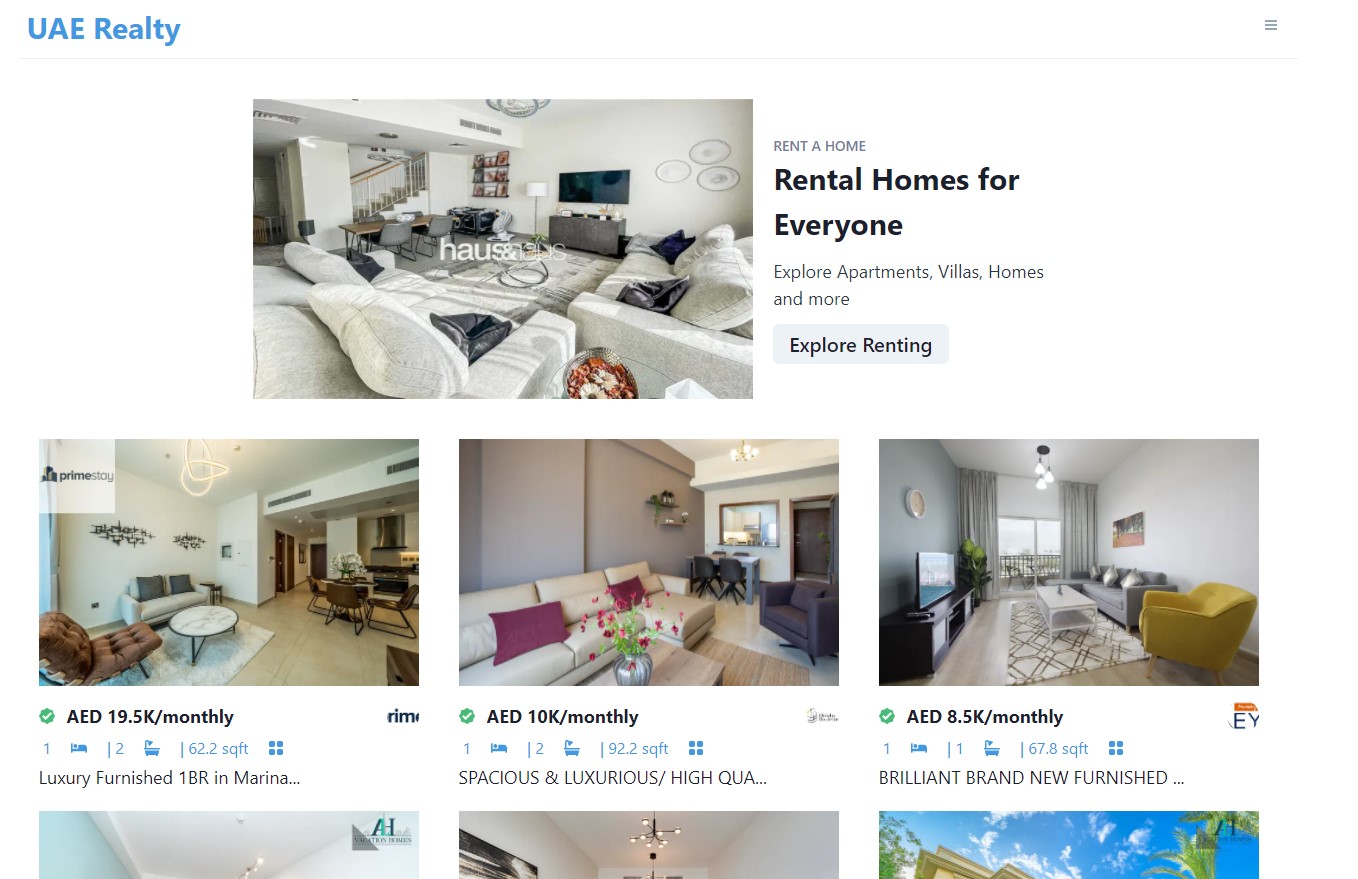 UAE Realty
haus&haus
RENT A HOME
Rental Homes for
Everyone
Explore Apartments, Villas, Homes
and more
Explore Renting
primestay
AED 19.5K/monthly
rime
1 | 2 | 62.2 sqft
Luxury Furnished 1BR in Marina...
AED 10K/monthly
1 | 2 | 92.2 sqft
SPACIOUS & LUXURIOUS/ HIGH QUA...
AED 8.5K/monthly
EY
1 | 1 | 67.8 sqft
BRILLIANT BRAND NEW FURNISHED ...
AH
VACATION HOMES
AH